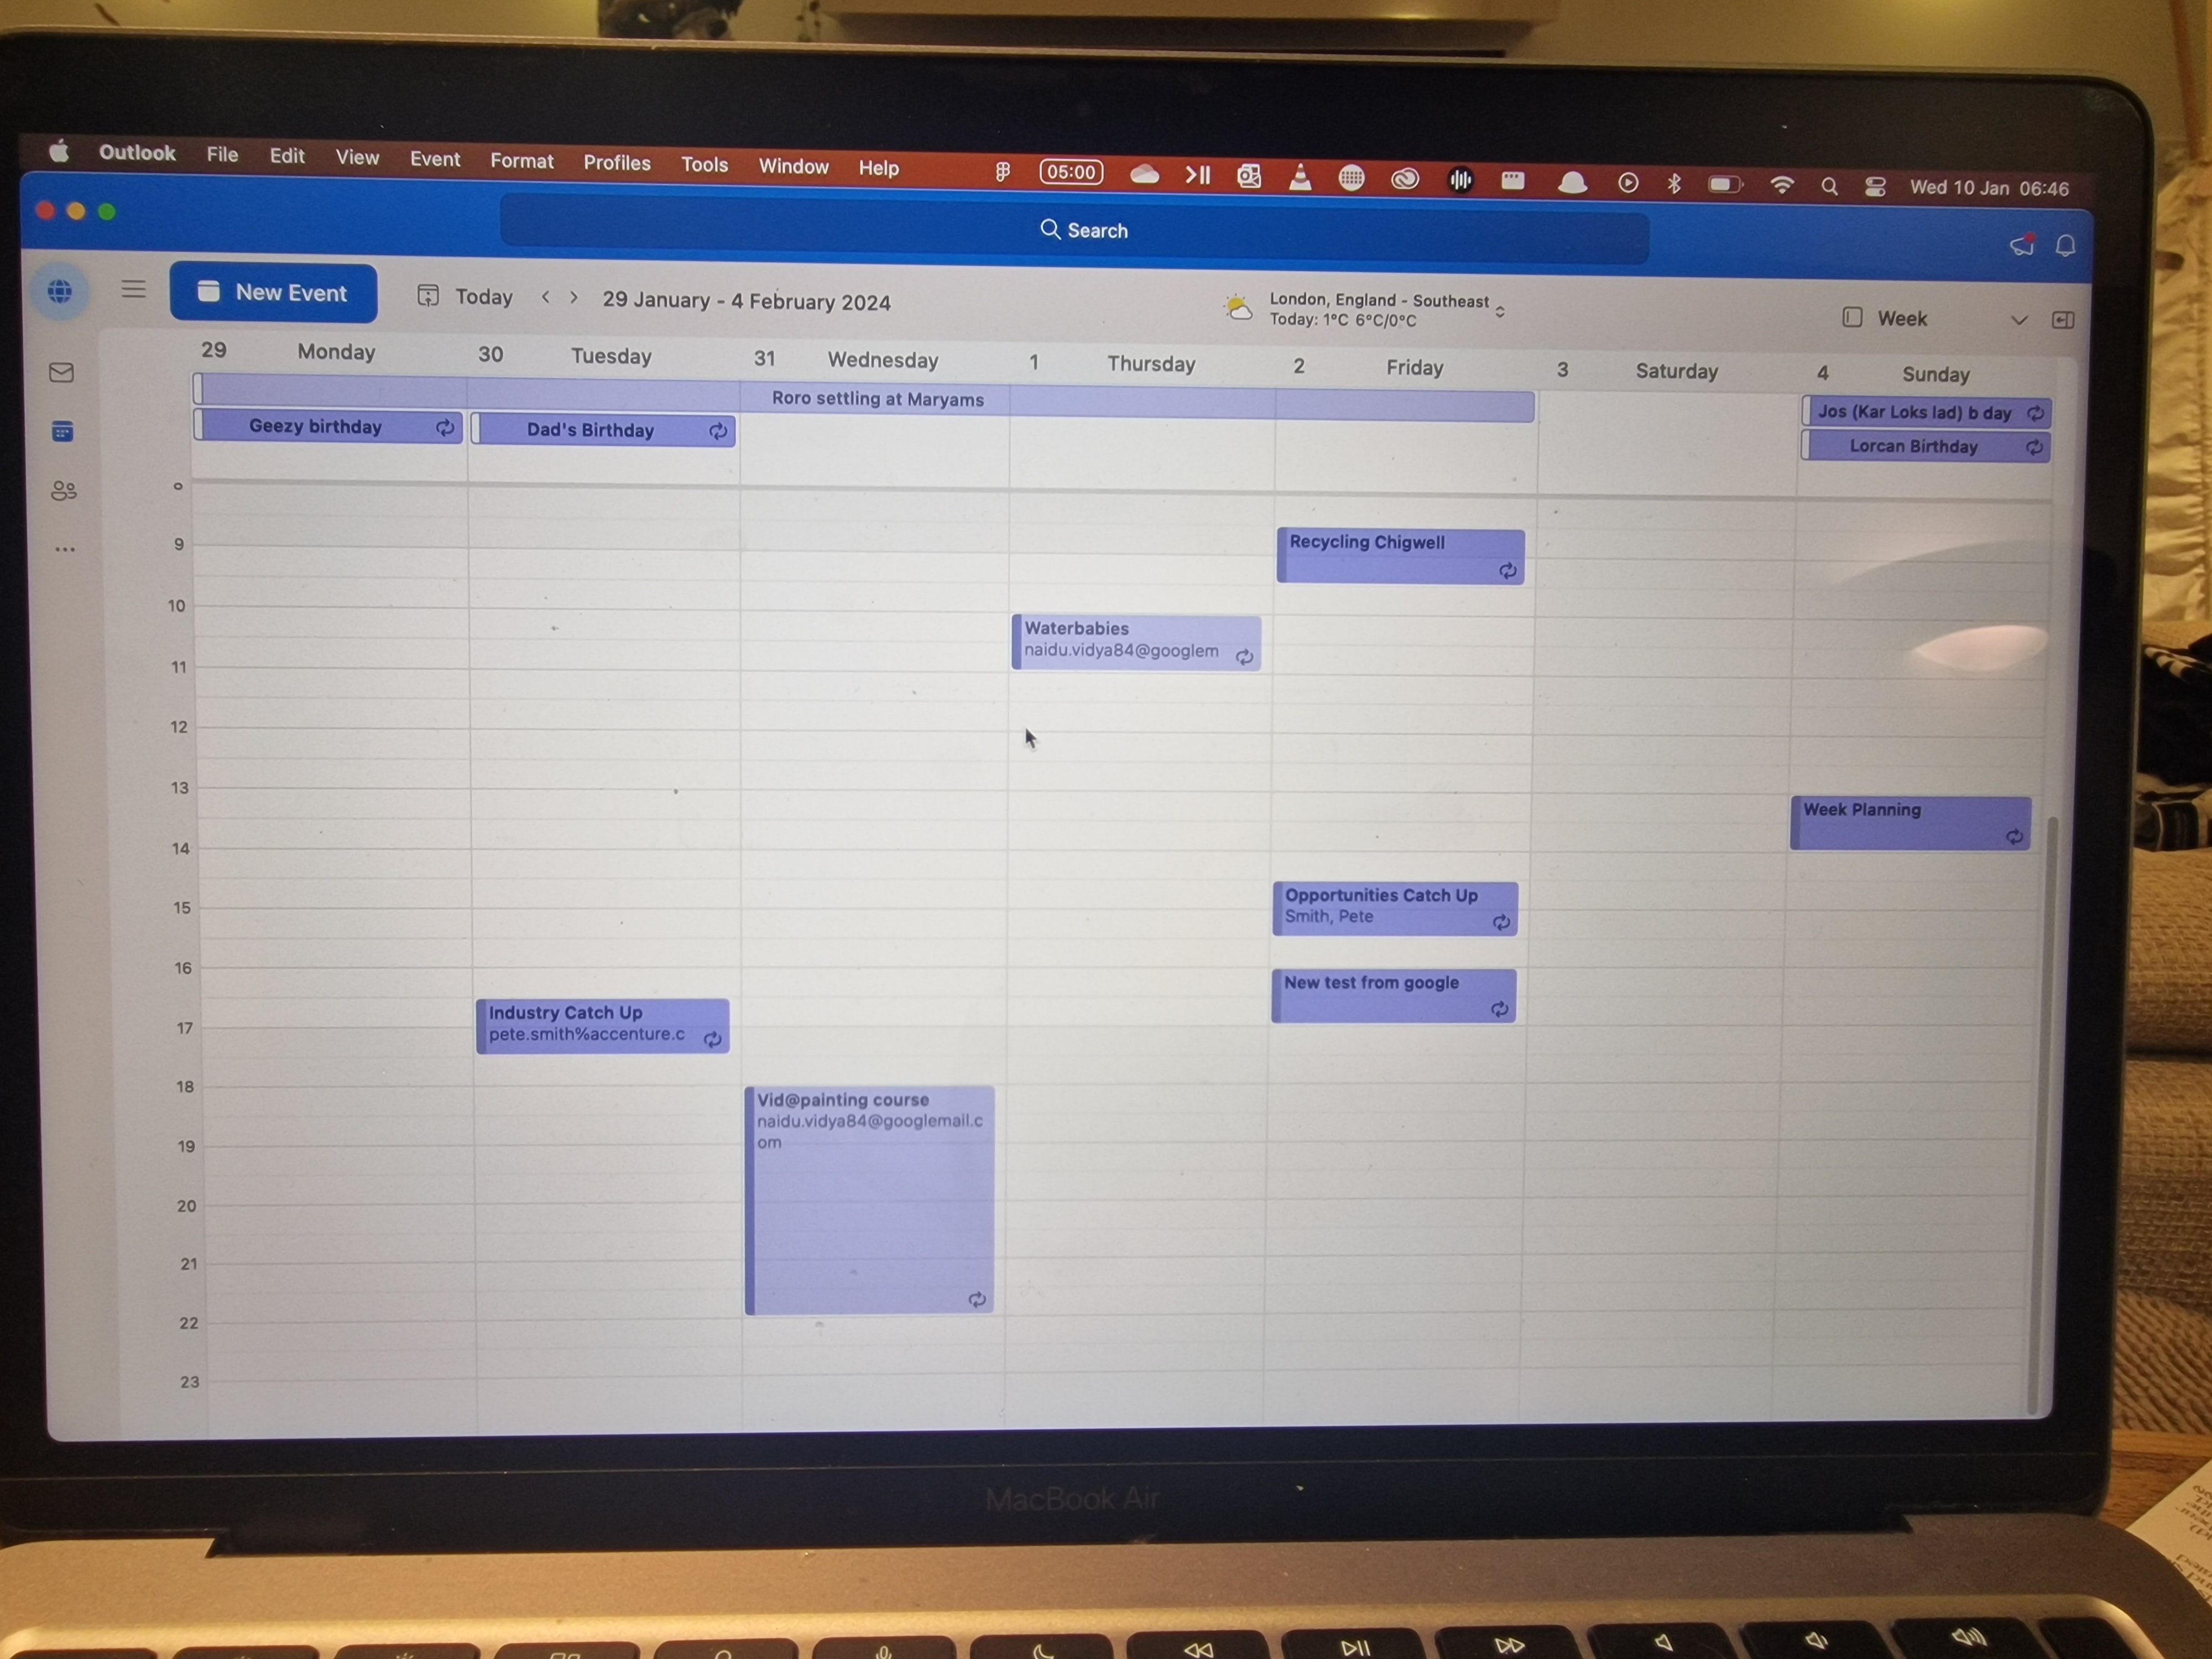 Outlook File Edit View Event Format Profiles Tools Window Help 05:00 Wed 10 Jan 06:46
Search
New Event Today 29 January - 4 February 2024 London, England - Southeast Week
Today: 1°C 6°C/0°C
29 Monday 30 Tuesday 31 Wednesday 1 Thursday 2 Friday 3 Saturday 4 Sunday
Roro settling at Maryams
Jos (Kar Loks lad) b day
Geezy birthday
Dad's Birthday
Lorcan Birthday
9
Recycling Chigwell
10
Waterbabies
naidu.vidya84@googlem
11
12
13
Week Planning
14
15
Opportunities Catch Up
Smith, Pete
16
New test from google
Industry Catch Up
pete.smith%accenture.c
17
18
Vid@painting course
naidu.vidya84@googlemail.c
om
19
20
21
22
23
MacBook Air